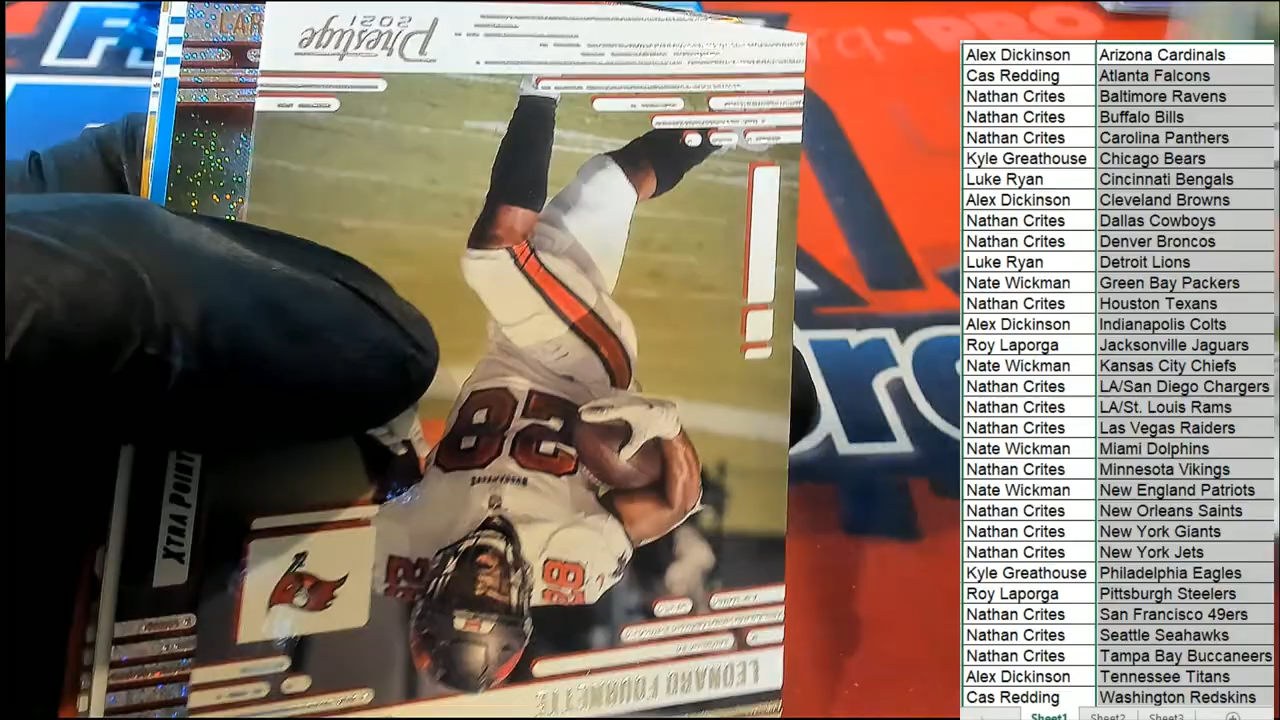 Prestige
2021
XTRA POINT
28
BUCCANEERS
28
LEONARD FOURNETTE
Alex Dickinson Arizona Cardinals
Cas Redding Atlanta Falcons
Nathan Crites Baltimore Ravens
Nathan Crites Buffalo Bills
Nathan Crites Carolina Panthers
Kyle Greathouse Chicago Bears
Luke Ryan Cincinnati Bengals
Alex Dickinson Cleveland Browns
Nathan Crites Dallas Cowboys
Nathan Crites Denver Broncos
Luke Ryan Detroit Lions
Nate Wickman Green Bay Packers
Nathan Crites Houston Texans
Alex Dickinson Indianapolis Colts
Roy Laporga Jacksonville Jaguars
Nate Wickman Kansas City Chiefs
Nathan Crites LA/San Diego Chargers
Nathan Crites LA/St. Louis Rams
Nathan Crites Las Vegas Raiders
Nate Wickman Miami Dolphins
Nathan Crites Minnesota Vikings
Nate Wickman New England Patriots
Nathan Crites New Orleans Saints
Nathan Crites New York Giants
Nathan Crites New York Jets
Kyle Greathouse Philadelphia Eagles
Roy Laporga Pittsburgh Steelers
Nathan Crites San Francisco 49ers
Nathan Crites Seattle Seahawks
Nathan Crites Tampa Bay Buccaneers
Alex Dickinson Tennessee Titans
Cas Redding Washington Redskins
Sheet1 Sheet2 Sheet3